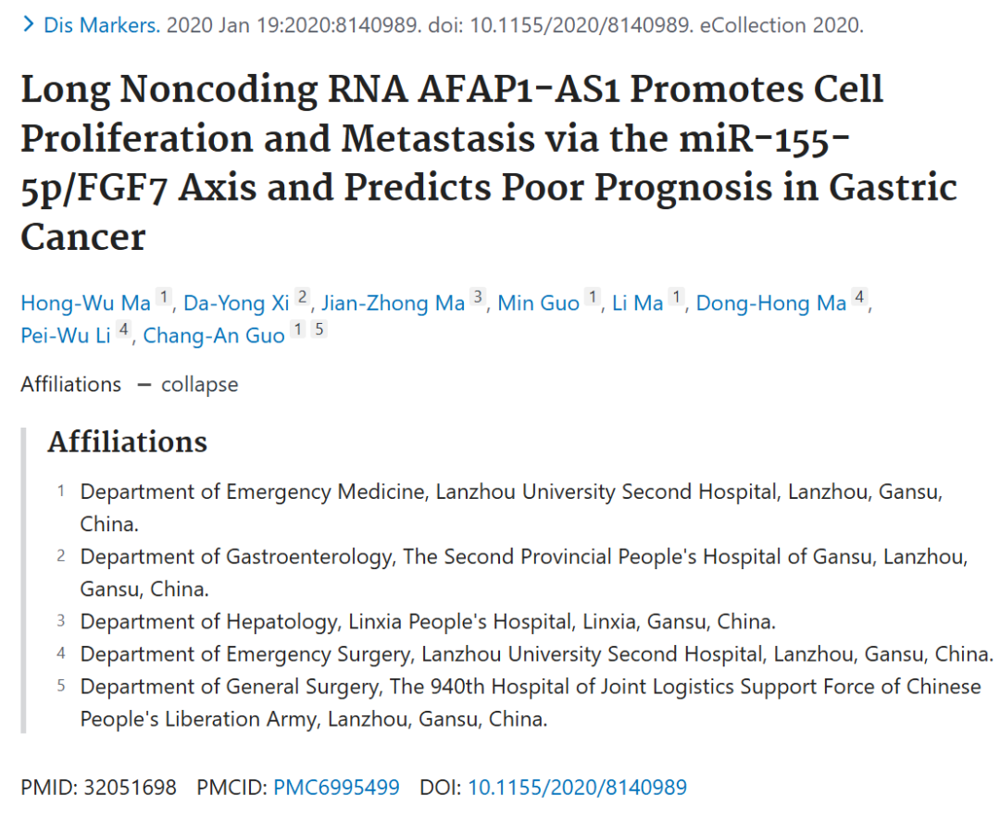 > Dis Markers. 2020 Jan 19:2020:8140989. doi: 10.1155/2020/8140989. eCollection 2020.
Long Noncoding RNA AFAP1-AS1 Promotes Cell
Proliferation and Metastasis via the miR-155-
5p/FGF7 Axis and Predicts Poor Prognosis in Gastric
Cancer
Hong-Wu Ma 1, Da-Yong Xi 2, Jian-Zhong Ma 3, Min Guo 1, Li Ma 1, Dong-Hong Ma 4,
Pei-Wu Li 4, Chang-An Guo 1 5
Affiliations − collapse
Affiliations
1 Department of Emergency Medicine, Lanzhou University Second Hospital, Lanzhou, Gansu,
China.
2 Department of Gastroenterology, The Second Provincial People's Hospital of Gansu, Lanzhou,
Gansu, China.
3 Department of Hepatology, Linxia People's Hospital, Linxia, Gansu, China.
4 Department of Emergency Surgery, Lanzhou University Second Hospital, Lanzhou, Gansu, China.
5 Department of General Surgery, The 940th Hospital of Joint Logistics Support Force of Chinese
People's Liberation Army, Lanzhou, Gansu, China.
PMID: 32051698 PMCID: PMC6995499 DOI: 10.1155/2020/8140989